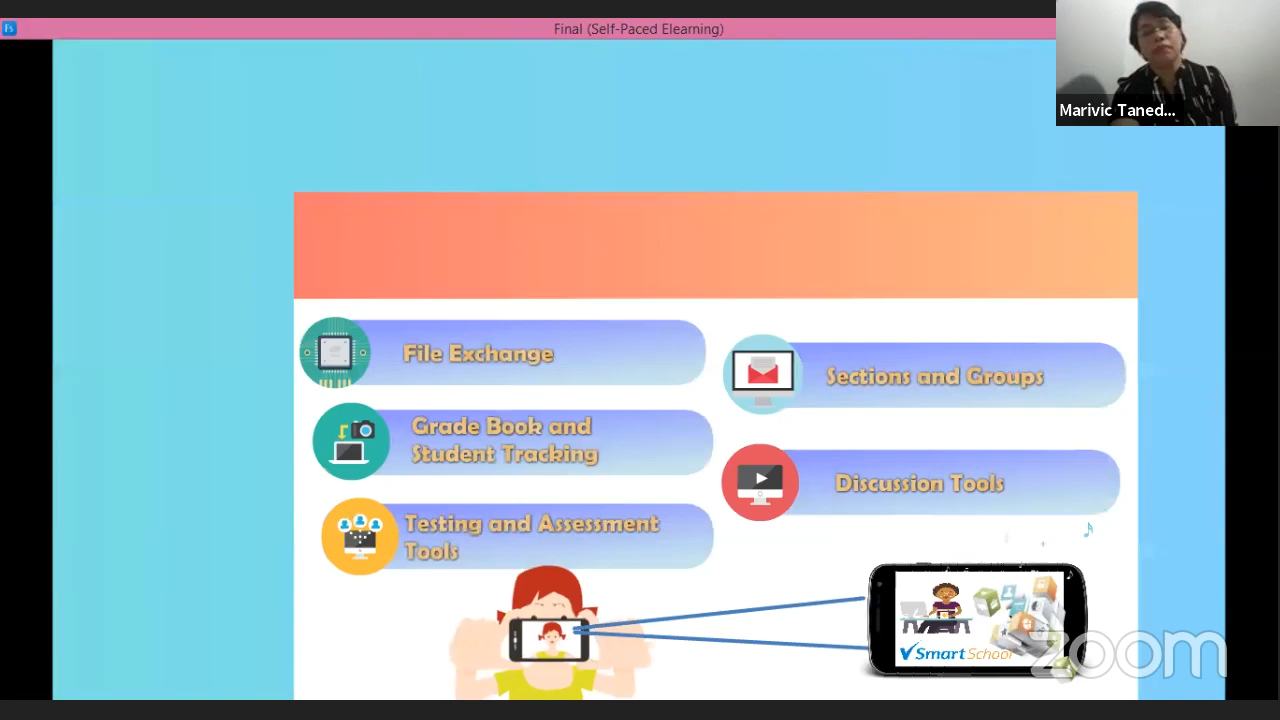 Fs
Final (Self-Paced Elearning)
Marivic Taned...
File Exchange
Sections and Groups
Grade Book and
Student Tracking
Discussion Tools
Testing and Assessment
Tools
Smart School
zoom